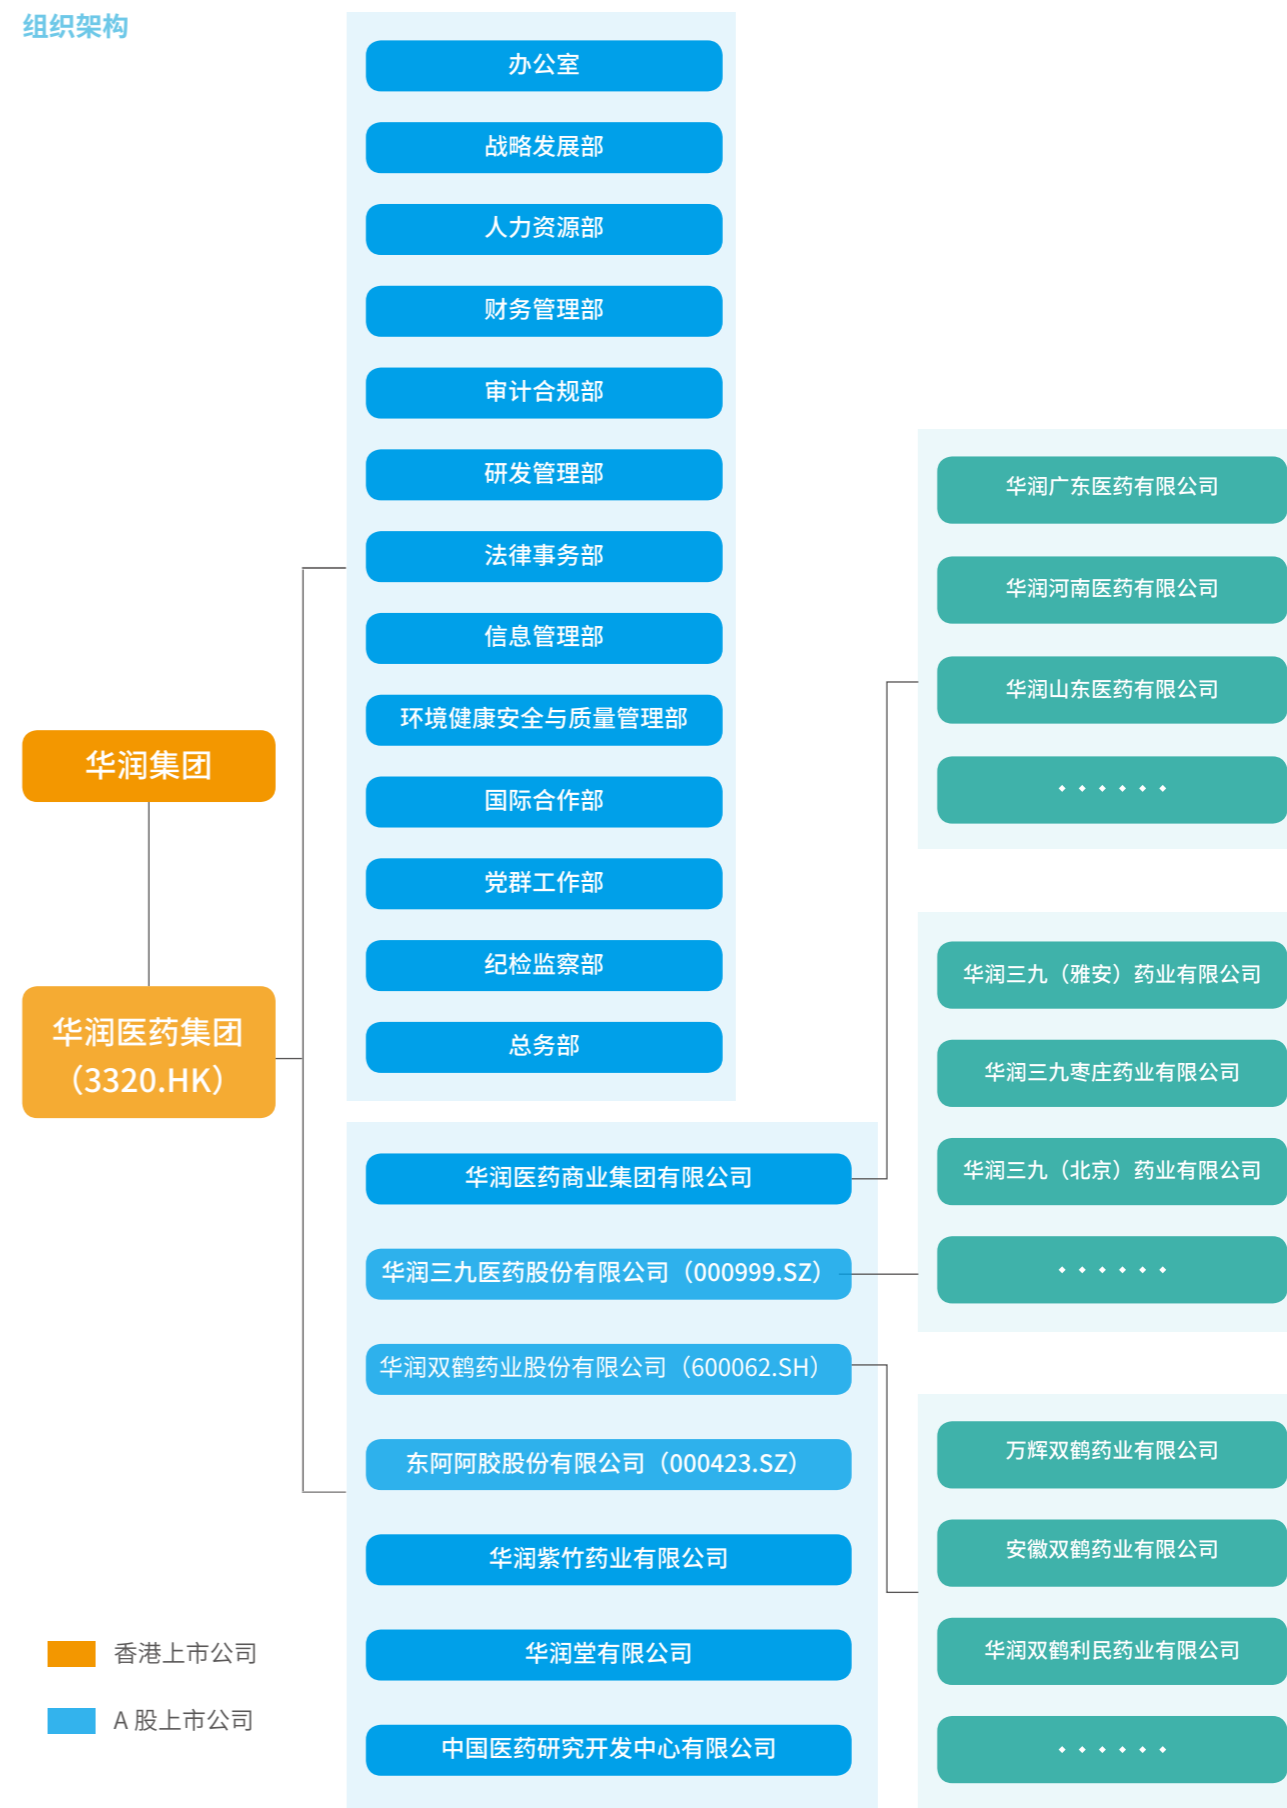 组织架构
办公室
战略发展部
人力资源部
财务管理部
审计合规部
研发管理部
法律事务部
信息管理部
环境健康安全与质量管理部
国际合作部
党群工作部
纪检监察部
总务部
华润集团
华润医药集团
（3320.HK）
华润医药商业集团有限公司
华润三九医药股份有限公司（000999.SZ）
华润双鹤药业股份有限公司（600062.SH）
东阿阿胶股份有限公司（000423.SZ）
华润紫竹药业有限公司
华润堂有限公司
中国医药研究开发中心有限公司
华润广东医药有限公司
华润河南医药有限公司
华润山东医药有限公司
······
华润三九（雅安）药业有限公司
华润三九枣庄药业有限公司
华润三九（北京）药业有限公司
······
万辉双鹤药业有限公司
安徽双鹤药业有限公司
华润双鹤利民药业有限公司
······
香港上市公司
A 股上市公司